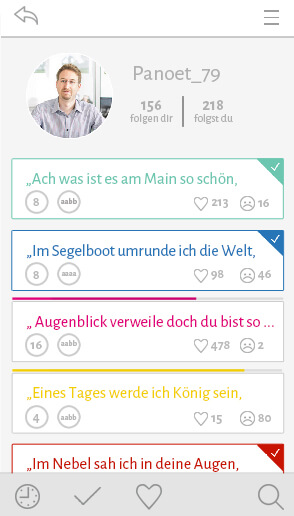 Panoet_79
156 218
folgen dir folgst du
„Ach was ist es am Main so schön,
8 aabb 213 16
„Im Segelboot umrunde ich die Welt,
8 aaaa 98 46
„ Augenblick verweile doch du bist so ...
16 aabb 478 2
„Eines Tages werde ich König sein,
4 aabb 15 80
„Im Nebel sah ich in deine Augen,